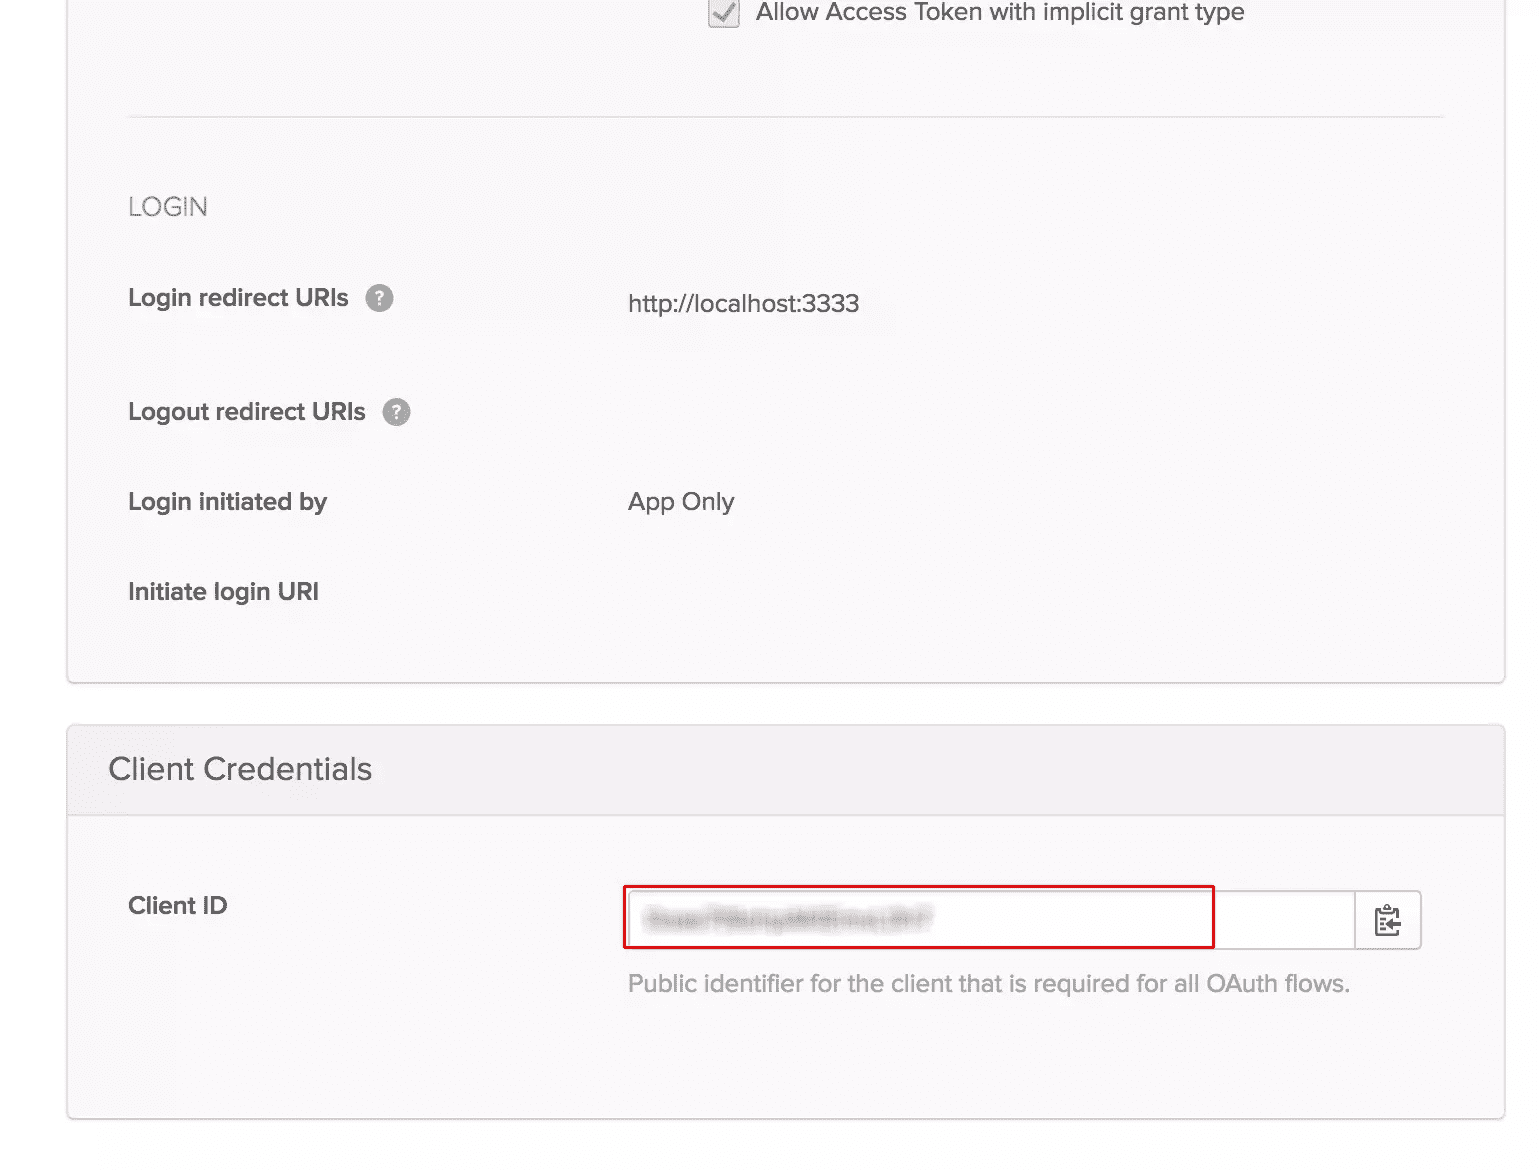 Allow Access Token with implicit grant type
LOGIN
Login redirect URIs ? http://localhost:3333
Logout redirect URIs ?
Login initiated by App Only
Initiate login URI
Client Credentials
Client ID
Public identifier for the client that is required for all OAuth flows.